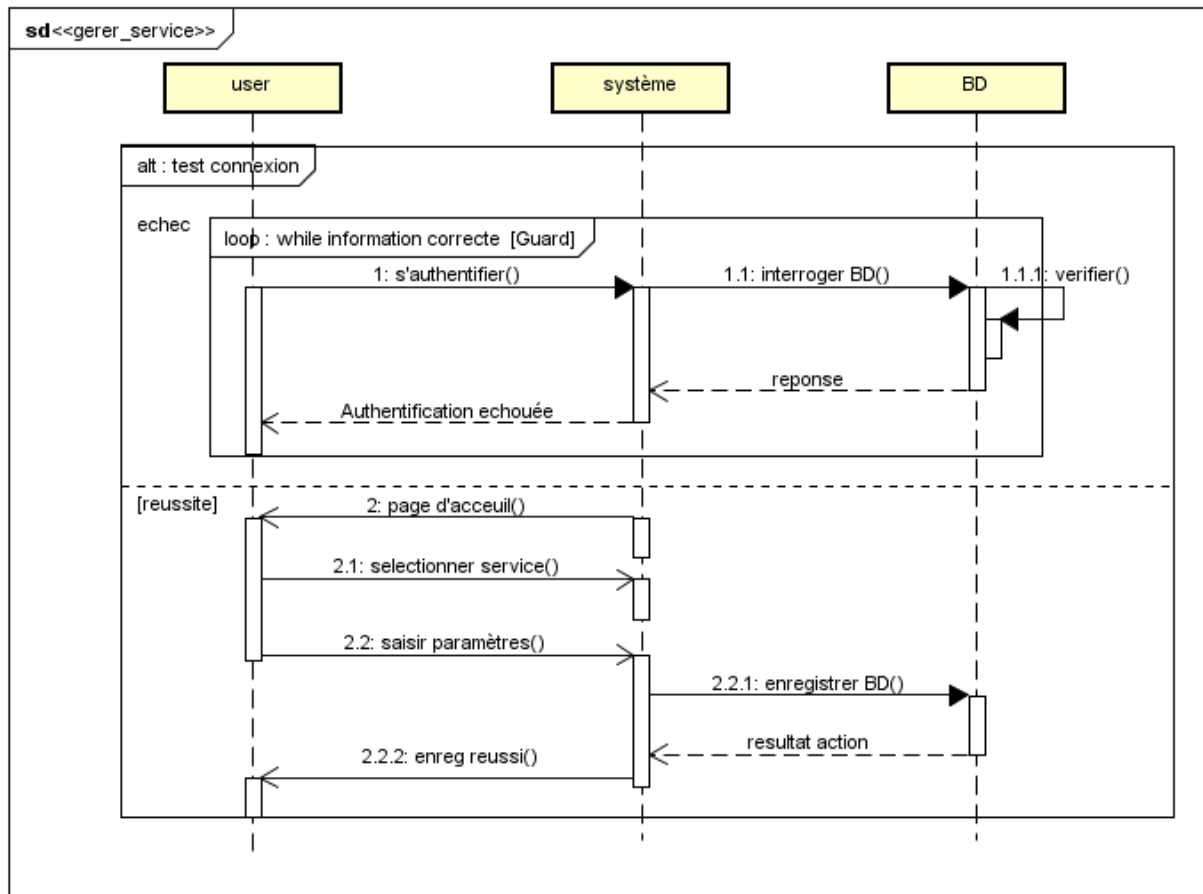 sd<<gerer_service>>
user
système
BD
alt : test connexion
echec
loop : while information correcte [Guard]
1: s'authentifier()
1.1: interroger BD()
1.1.1: verifier()
reponse
Authentification echouée
[reussite]
2: page d'acceuil()
2.1: selectionner service()
2.2: saisir paramètres()
2.2.1: enregistrer BD()
resultat action
2.2.2: enreg reussi()